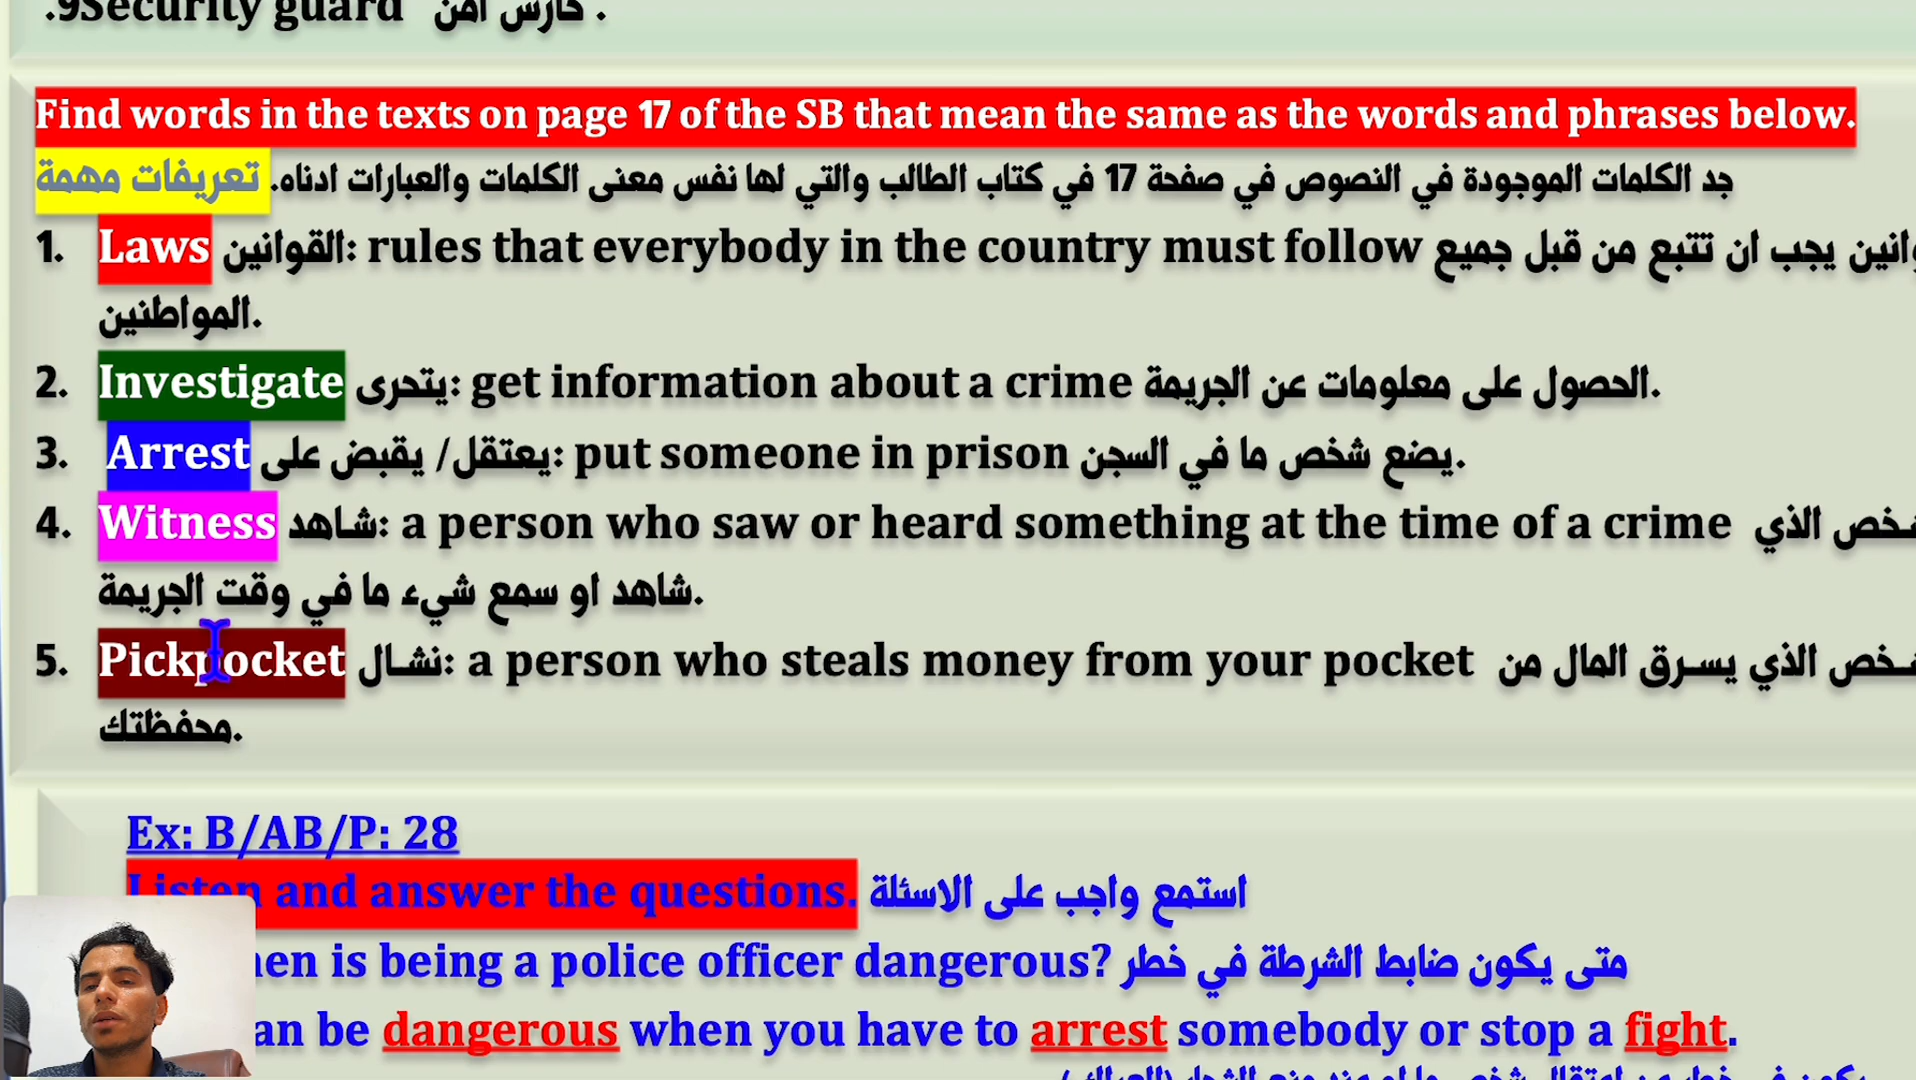 .9Security guard حارس امن .
Find words in the texts on page 17 of the SB that mean the same as the words and phrases below.
جد الكلمات الموجودة في النصوص في صفحة 17 في كتاب الطالب والتي لها نفس معنى الكلمات والعبارات ادناه. تعريفات مهمة
1. Laws القوانين: rules that everybody in the country must follow يجب ان تتبع من قبل جميع
المواطنين.
2. Investigate يتحرى: get information about a crime الحصول على معلومات عن الجريمة.
3. Arrest يعتقل/ يقبض على: put someone in prison يضع شخص ما في السجن.
4. Witness شاهد: a person who saw or heard something at the time of a crime الذي
شاهد او سمع شيء ما في وقت الجريمة.
5. Pickpocket نشال: a person who steals money from your pocket الذي يسرق المال من
محفظتك.
Ex: B/AB/P: 28
Listen and answer the questions. استمع واجب على الاسئلة
is being a police officer dangerous? متى يكون ضابط الشرطة في خطر
be dangerous when you have to arrest somebody or stop a fight.